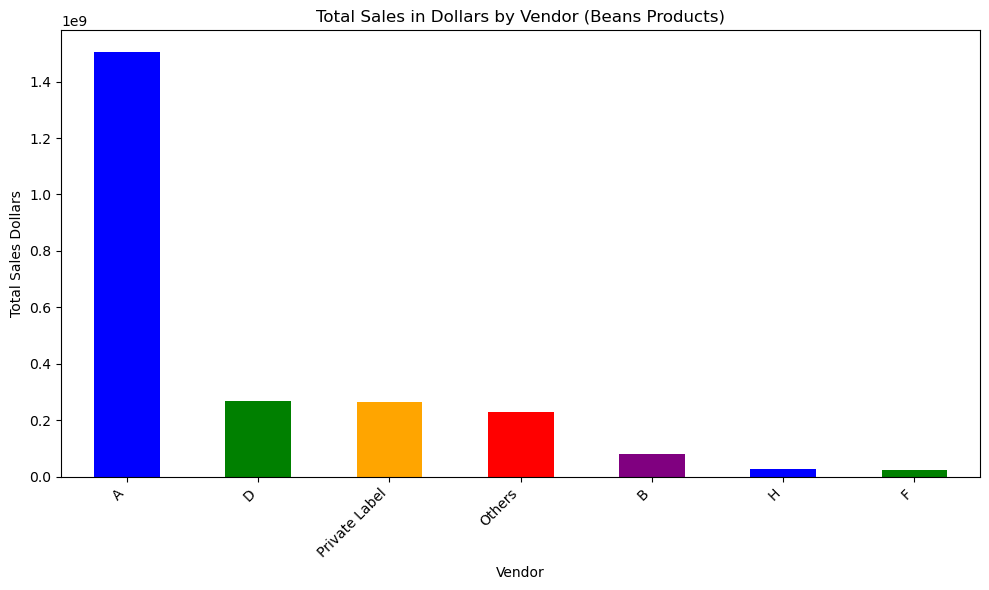 Total Sales in Dollars by Vendor (Beans Products)
1e9
1.4
1.2
1.0
0.8
0.6
0.4
0.2
0.0
Total Sales Dollars
A
D
Private Label
Others
B
H
F
Vendor